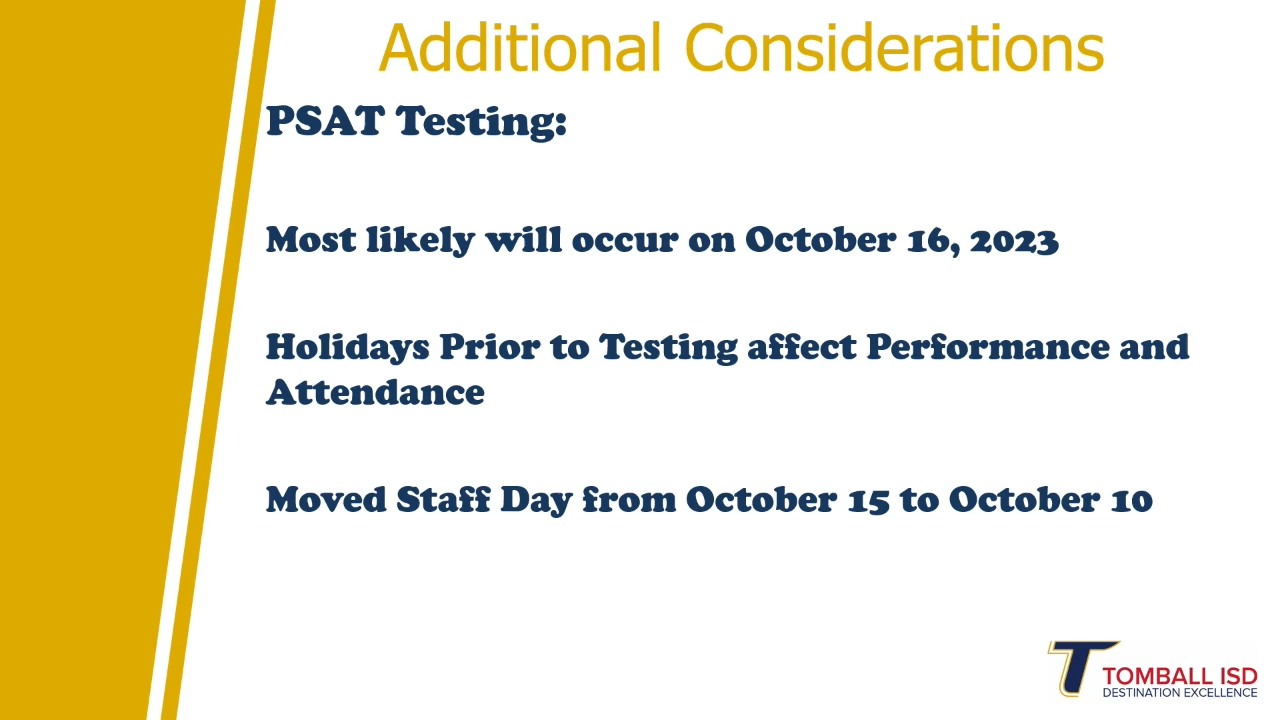 Additional Considerations
PSAT Testing:
Most likely will occur on October 16, 2023
Holidays Prior to Testing affect Performance and
Attendance
Moved Staff Day from October 15 to October 10
T
TOMBALL ISD
DESTINATION EXCELLENCE